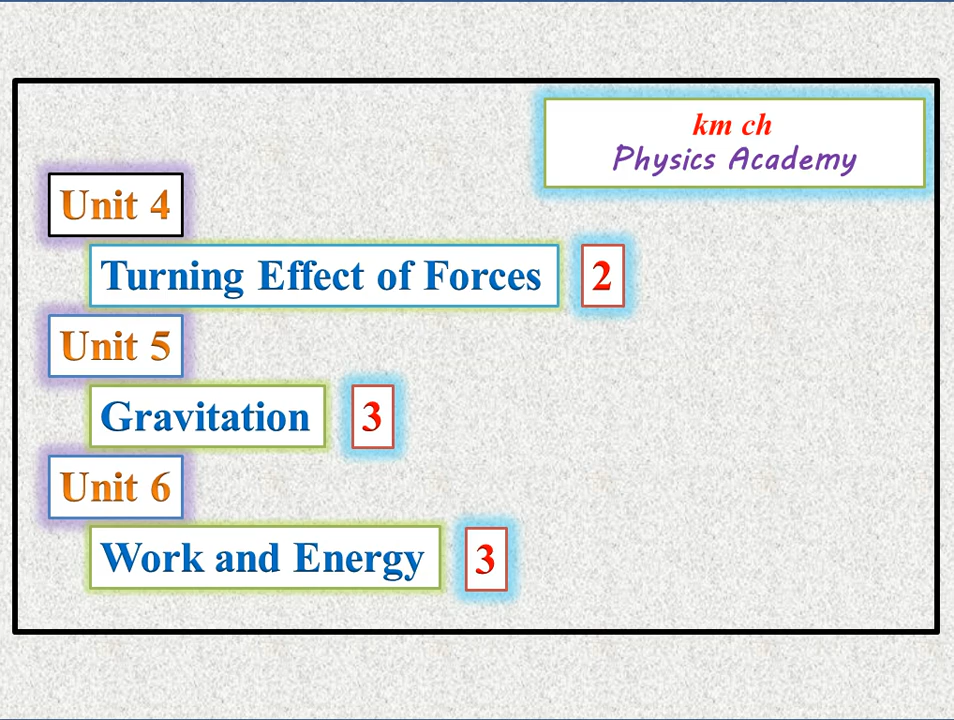 km ch
Physics Academy
Unit 4
Turning Effect of Forces 2
Unit 5
Gravitation 3
Unit 6
Work and Energy 3